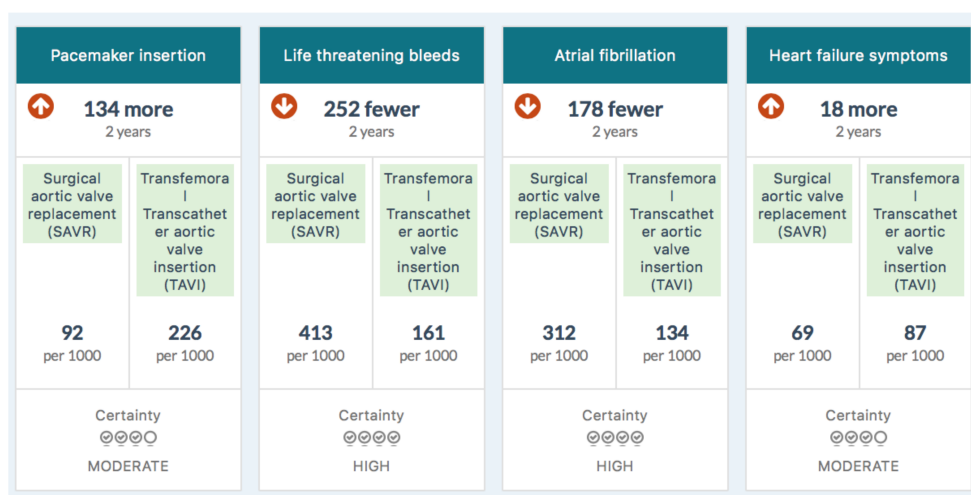 Pacemaker insertion
134 more
2 years
Surgical
aortic valve
replacement
(SAVR)
Transfemora
l
Transcathet
er aortic
valve
insertion
(TAVI)
92
per 1000
226
per 1000
Certainty
MODERATE
Life threatening bleeds
252 fewer
2 years
Surgical
aortic valve
replacement
(SAVR)
Transfemora
l
Transcathet
er aortic
valve
insertion
(TAVI)
413
per 1000
161
per 1000
Certainty
HIGH
Atrial fibrillation
178 fewer
2 years
Surgical
aortic valve
replacement
(SAVR)
Transfemora
l
Transcathet
er aortic
valve
insertion
(TAVI)
312
per 1000
134
per 1000
Certainty
HIGH
Heart failure symptoms
18 more
2 years
Surgical
aortic valve
replacement
(SAVR)
Transfemora
l
Transcathet
er aortic
valve
insertion
(TAVI)
69
per 1000
87
per 1000
Certainty
MODERATE